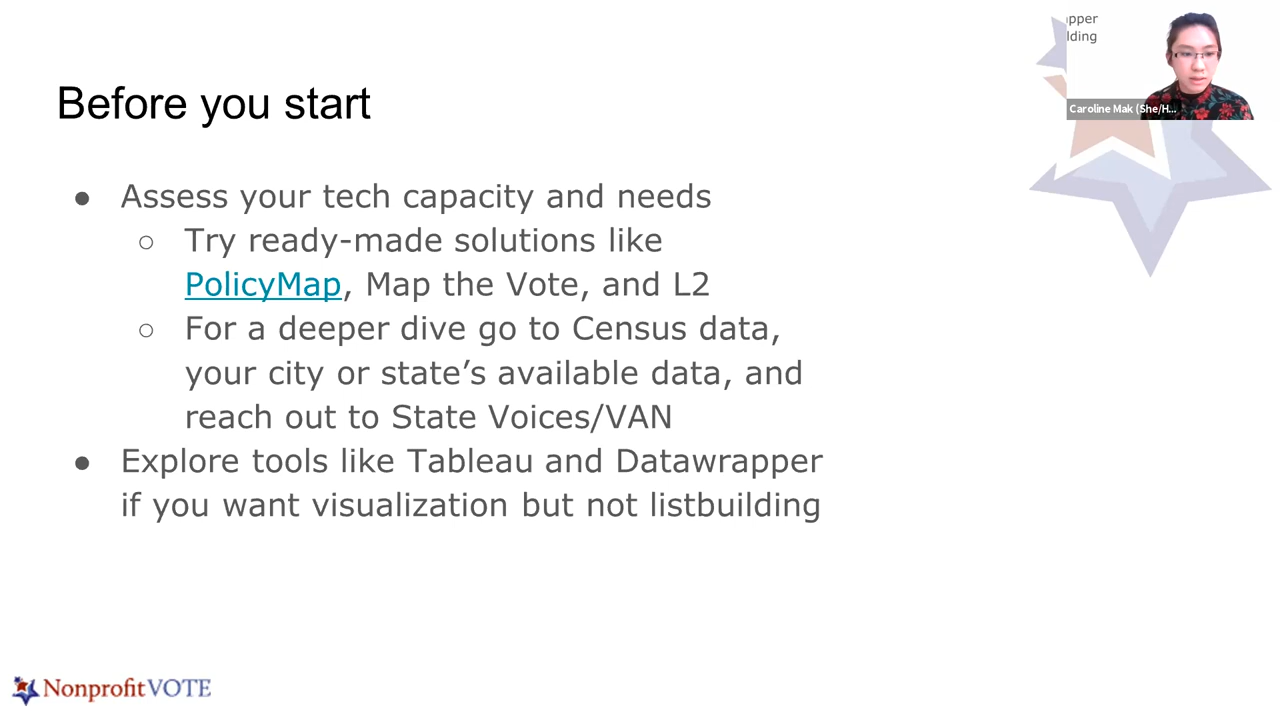 Before you start
● Assess your tech capacity and needs
○ Try ready-made solutions like
PolicyMap, Map the Vote, and L2
○ For a deeper dive go to Census data,
your city or state’s available data, and
reach out to State Voices/VAN
● Explore tools like Tableau and Datawrapper
if you want visualization but not listbuilding
apper
lding
Caroline Mak (She/H...
NonprofitVOTE